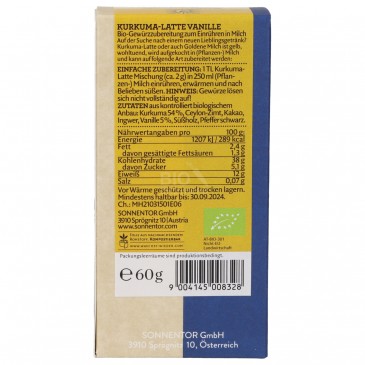 KURKUMA-LATTE VANILLE
Bio-Gewürzzubereitung zum Einrühren in Milch
Auf der Suche nach einem neuen Lieblingsgetränk?
Kurkuma-Latte oder auch Goldene Milch ist gelb,
wohltuend, wird aufgekocht in (Pflanzen-) Milch
und kann auf folgende Art zubereitet werden.
EINFACHE ZUBEREITUNG: 1 TL Kurkuma-
Latte Mischung (ca. 2 g) in 250 ml (Pflan-
zen-) Milch einrühren, erwärmen und nach
Belieben süßen. HINWEIS: Gewürze lösen
sich nicht vollständig auf!
ZUTATEN aus kontrolliert biologischem
Anbau: Kurkuma 54 %, Ceylon-Zimt, Kakao,
Ingwer, Vanille 5 %, Süßholz, Pfeffer schwarz.
Nährwertangaben pro 100 g:
Energie 1207 kJ / 289 kcal
Fett 2,4
davon gesättigte Fettsäuren 1,3
Kohlenhydrate 38
davon Zucker 5,1
Eiweiß 12
Salz 0,07
BIO
Vor Wärme geschützt und trocken lagern.
Mindestens haltbar bis 30.09.2024.
Ch.: MH21031501E06
SONNENTOR GmbH
3910 Sprögnitz 10 | Austria
www.sonnentor.com
AT-BIO-301
Nicht-EU
Landwirtschaft
Packungsleerräume sind produktionsbedingt.
℮ 60g
9 004145 008328
SONNENTOR GmbH
3910 Sprögnitz 10, Österreich